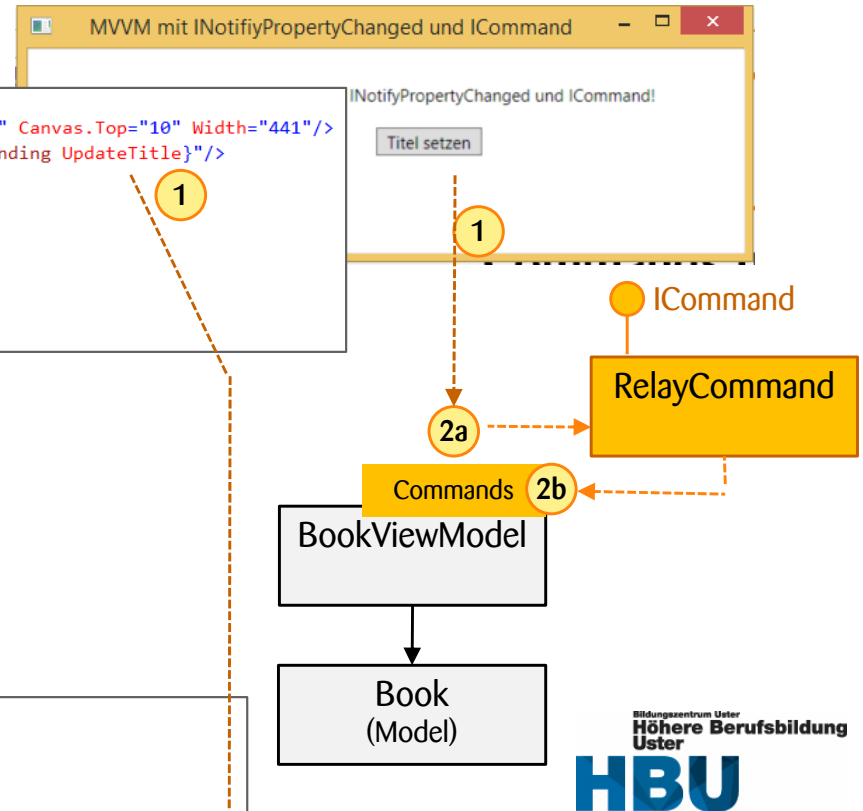 MVVM mit INotifiyPropertyChanged und ICommand
INotifyPropertyChanged und ICommand!
" Canvas.Top="10" Width="441"/>
nding UpdateTitle}"/>
Titel setzen
1
1
ICommand
RelayCommand
2a
Commands 2b
BookViewModel
Book
(Model)
Bildungszentrum Uster
Höhere Berufsbildung
Uster
HBU